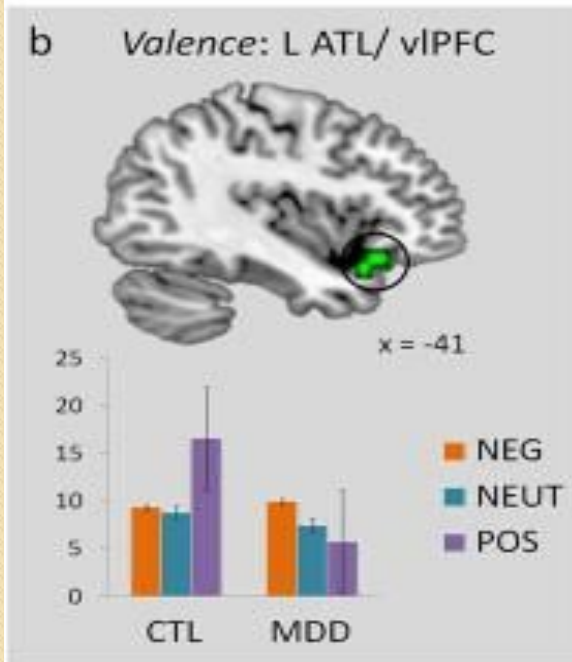 b Valence: L ATL/ vlPFC
x = -41
25
20
15
10
5
0
NEG
NEUT
POS
CTL MDD